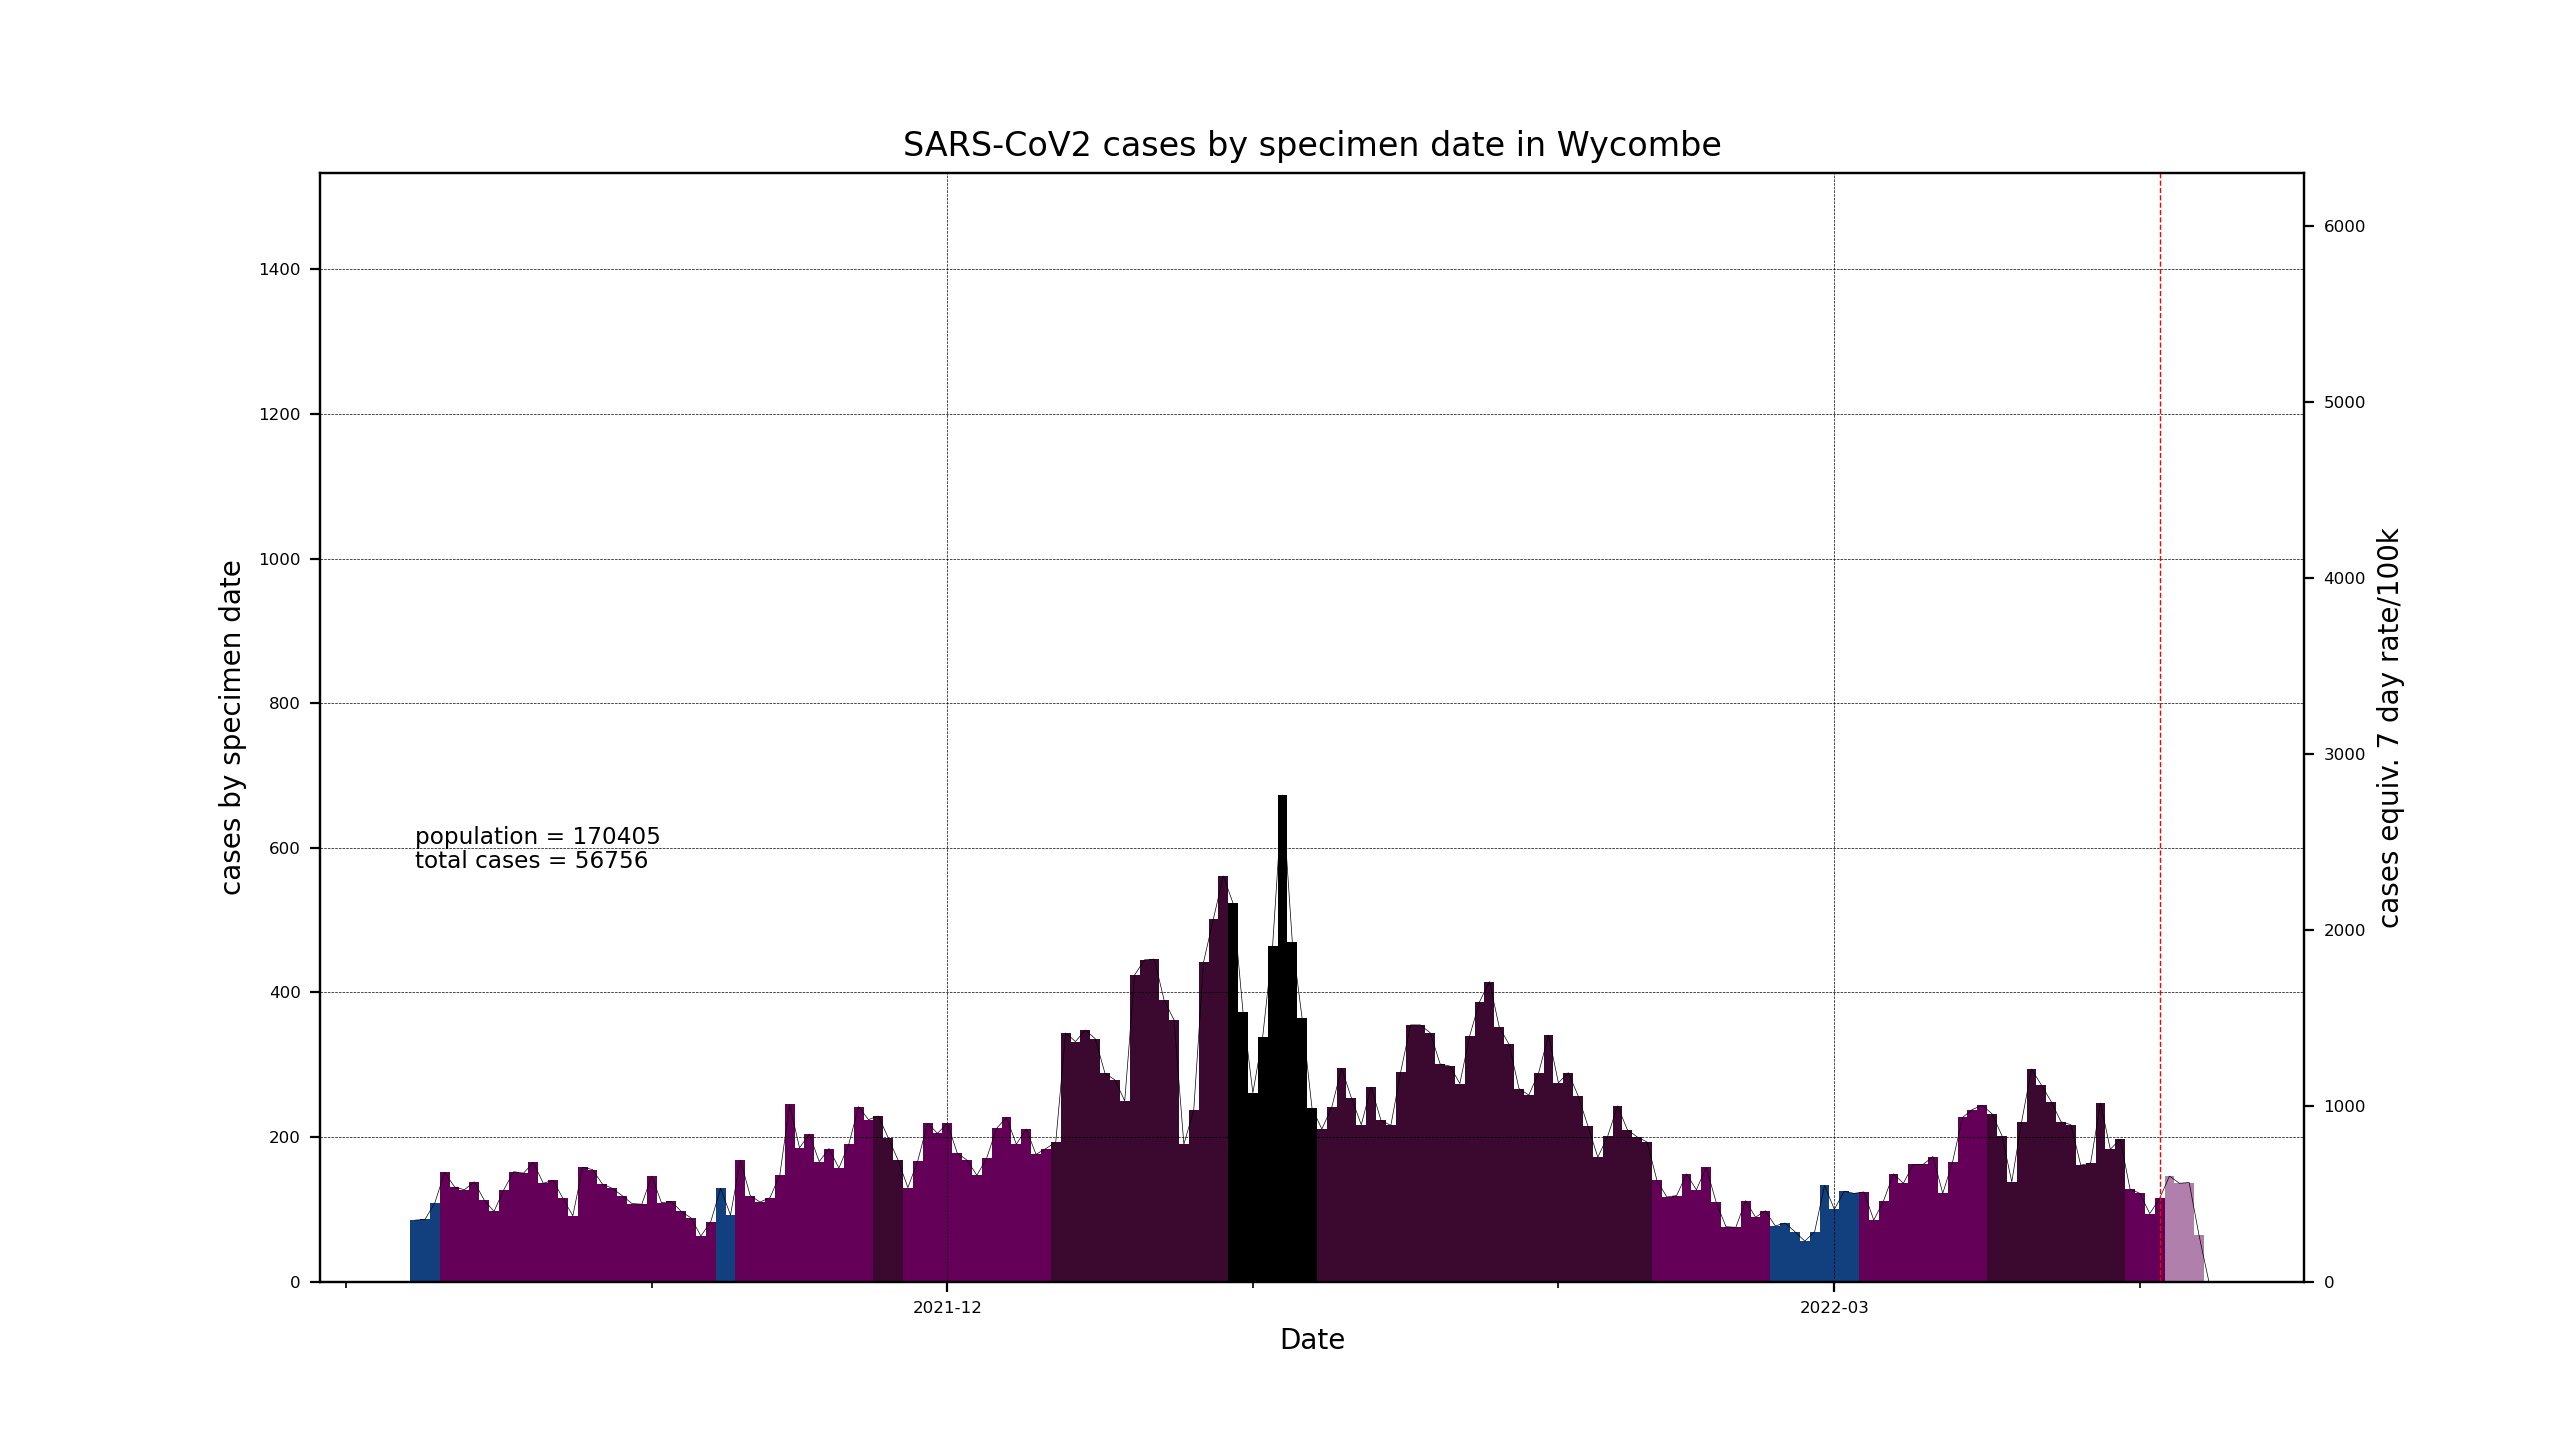 SARS-CoV2 cases by specimen date in Wycombe
cases by specimen date
1400
1200
1000
800
600
400
200
0
population = 170405
total cases = 56756
6000
5000
4000
3000
2000
1000
0
cases equiv. 7 day rate/100k
2021-12
2022-03
Date